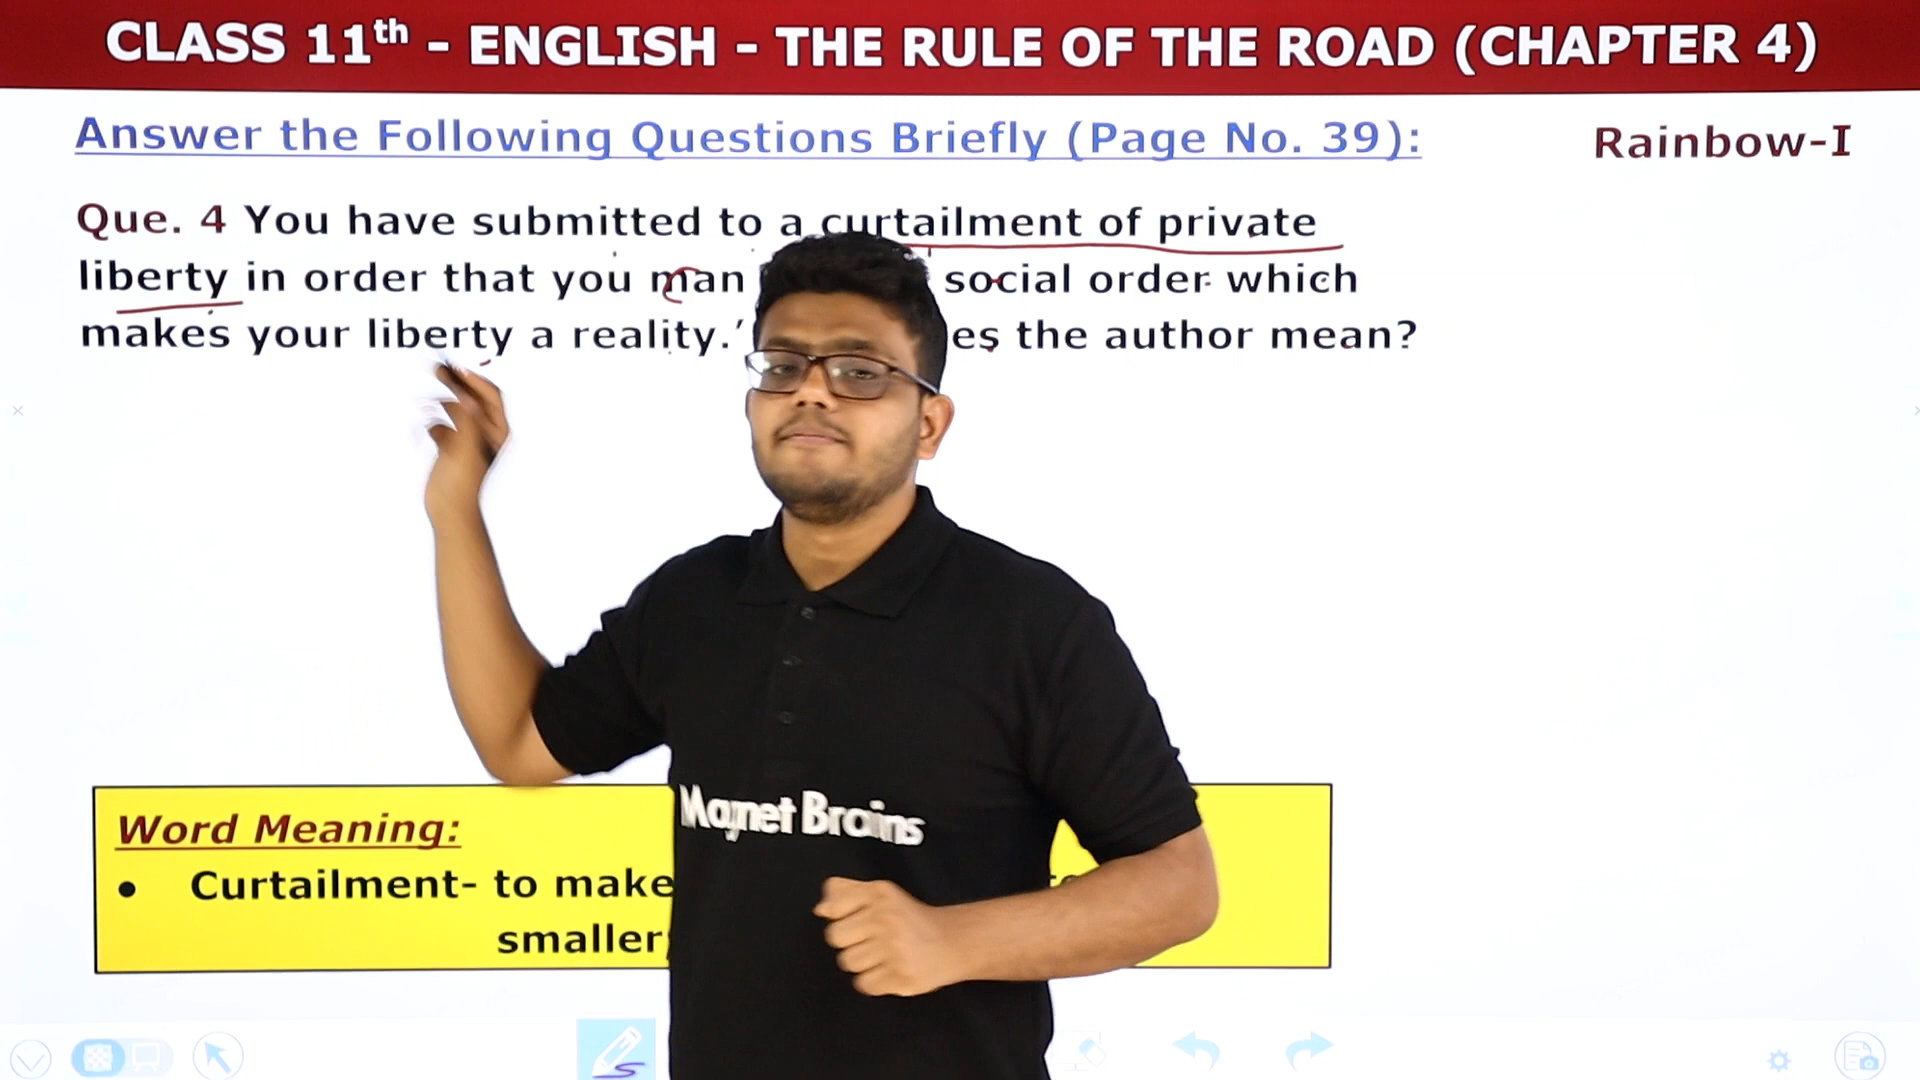 CLASS 11th - ENGLISH - THE RULE OF THE ROAD (CHAPTER 4)
Answer the Following Questions Briefly (Page No. 39):
Rainbow-I
Que. 4 You have submitted to a curtailment of private
liberty in order that you man social order which
makes your liberty a reality.' the author mean?
Magnet Brains
Word Meaning:
• Curtailment- to make
smaller